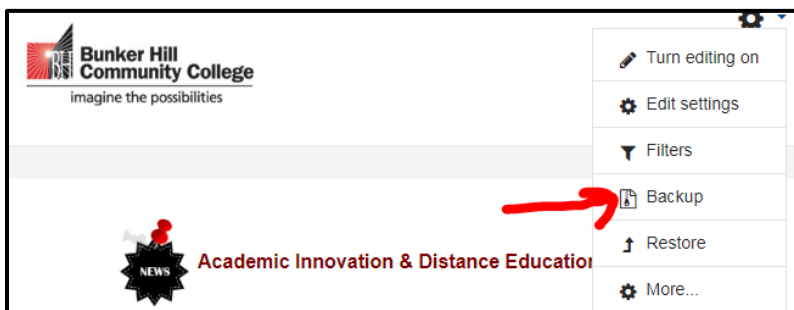 Bunker Hill
Community College
imagine the possibilities
Turn editing on
Edit settings
Filters
Backup
Restore
More...
NEWS
Academic Innovation & Distance Education